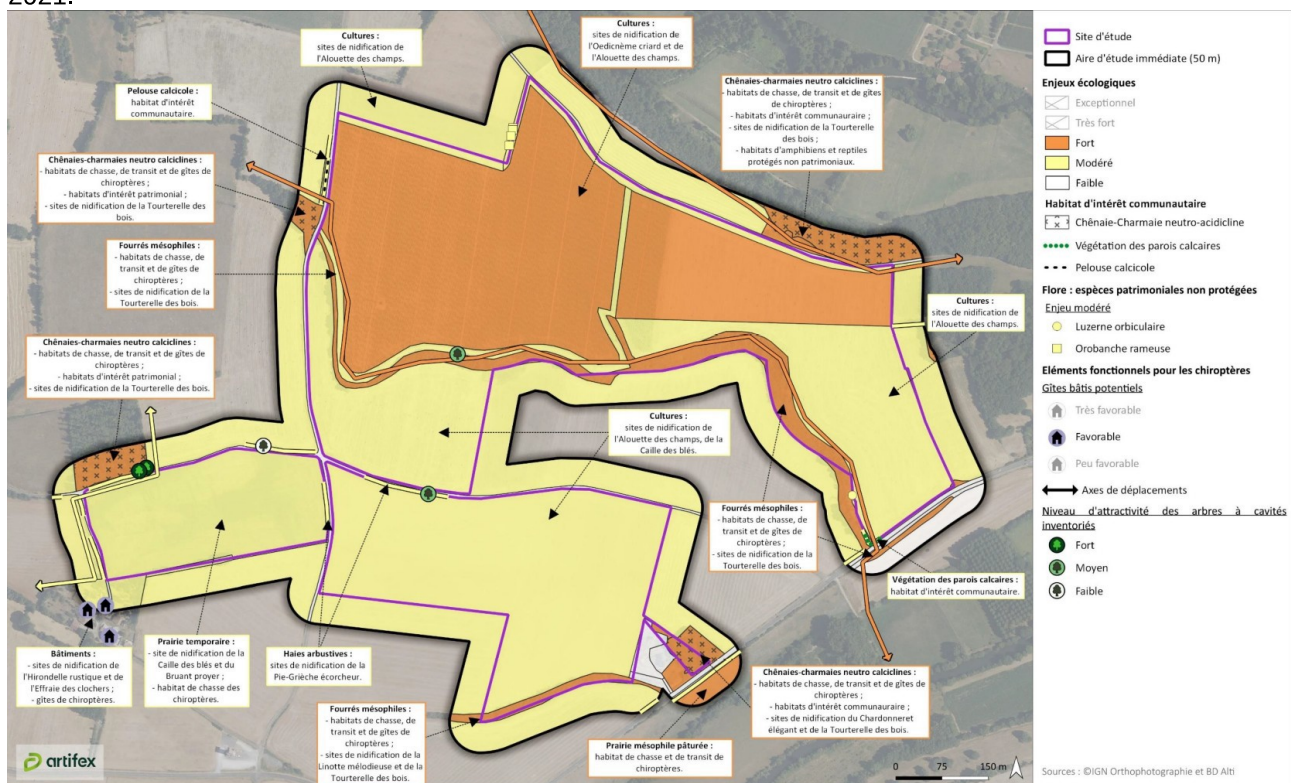 2021.
Cultures :
sites de nidification de
l'Alouette des champs.
Cultures :
sites de nidification de
l'Oedicnème criard et de
l'Alouette des champs.
Pelouse calcicole :
habitat d'intérêt
communautaire.
Chênaies-charmaies neutro calciclines :
- habitats de chasse, de transit et de gîtes
de chiroptères ;
- habitats d'intérêt communauraire ;
- sites de nidification de la Tourterelle
des bois ;
- habitats d'amphibiens et reptiles
protégés non patrimoniaux.
Chênaies-charmaies neutro calciclines :
- habitats de chasse, de transit et de gîtes de
chiroptères ;
- habitats d'intérêt patrimonial ;
- sites de nidification de la Tourterelle des
bois.
Fourrés mésophiles :
- habitats de chasse, de
transit et de gîtes de
chiroptères ;
- sites de nidification de la
Tourterelle des bois.
Cultures :
sites de nidification de
l'Alouette des champs.
Chênaies-charmaies neutro calciclines :
- habitats de chasse, de transit et de gîtes de
chiroptères ;
- habitats d'intérêt patrimonial ;
- sites de nidification de la Tourterelle des bois.
Cultures :
sites de nidification de
l'Alouette des champs, de la
Caille des blés.
Fourrés mésophiles :
- habitats de chasse, de
transit et de gîtes de
chiroptères ;
- sites de nidification de la
Tourterelle des bois.
Végétation des parois calcaires :
habitat d'intérêt communautaire.
Bâtiments :
- sites de nidification de
l'Hirondelle rustique et de
l'Effraie des clochers ;
- gîtes de chiroptères.
Prairie temporaire :
- site de nidification de la
Caille des blés et du
Bruant proyer ;
- habitat de chasse des
chiroptères.
Haies arbustives :
sites de nidification de la
Pie-Grièche écorcheur.
Fourrés mésophiles :
- habitats de chasse, de
transit et de gîtes de
chiroptères ;
- sites de nidification de la
Linotte mélodieuse et de la
Tourterelle des bois.
Prairie mésophile pâturée :
habitat de chasse et de transit de
chiroptères.
Chênaies-charmaies neutro calciclines :
- habitats de chasse, de transit et de gîtes de
chiroptères ;
- habitats d'intérêt communauraire ;
- sites de nidification du Chardonneret
élégant et de la Tourterelle des bois.
artifex
0 75 150 m
Site d'étude
Aire d'étude immédiate (50 m)
Enjeux écologiques
Exceptionnel
Très fort
Fort
Modéré
Faible
Habitat d'intérêt communautaire
Chênaie-Charmaie neutro-acidicline
Végétation des parois calcaires
Pelouse calcicole
Flore : espèces patrimoniales non protégées
Enjeu modéré
Luzerne orbiculaire
Orobanche rameuse
Eléments fonctionnels pour les chiroptères
Gîtes bâtis potentiels
Très favorable
Favorable
Peu favorable
Axes de déplacements
Niveau d'attractivité des arbres à cavités
inventoriés
Fort
Moyen
Faible
Sources : ©IGN Orthophotographie et BD Alti